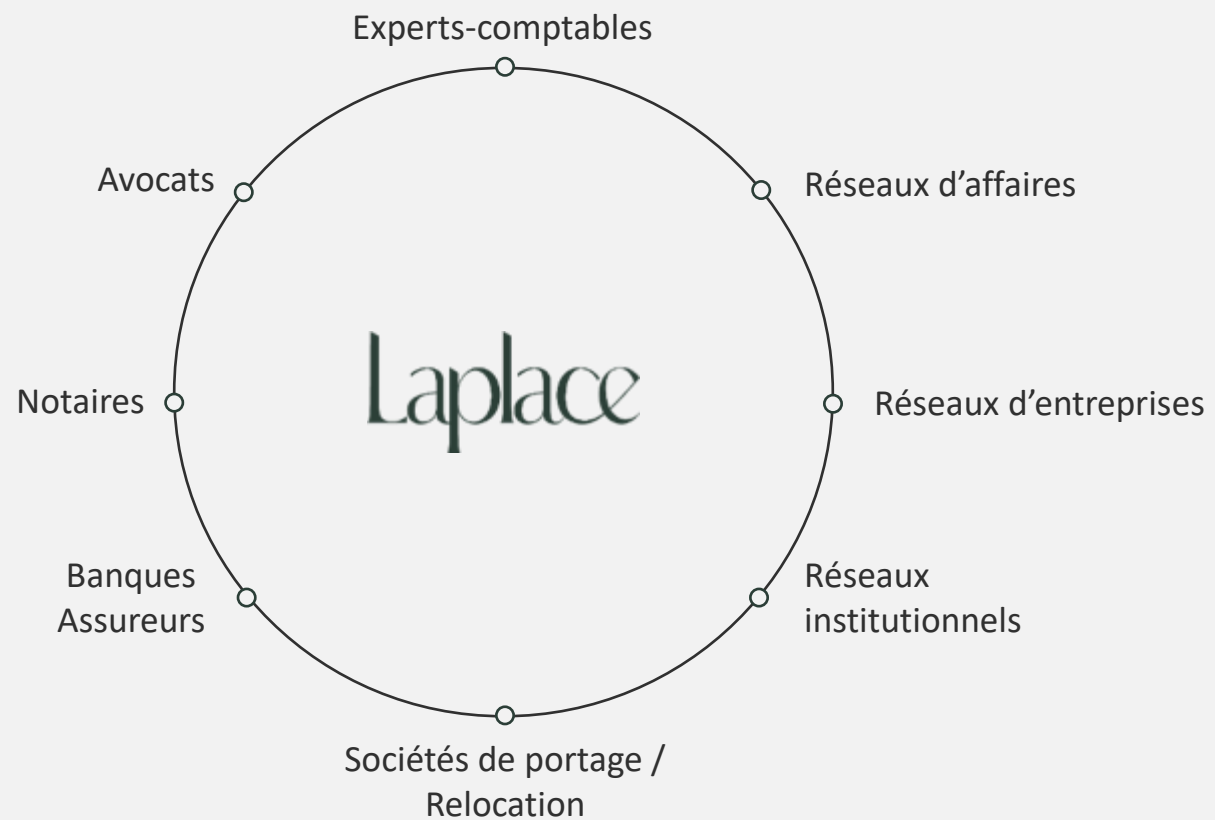 Experts-comptables
Avocats
Réseaux d’affaires
Laplace
Notaires
Réseaux d’entreprises
Banques
Assureurs
Réseaux
institutionnels
Sociétés de portage /
Relocation